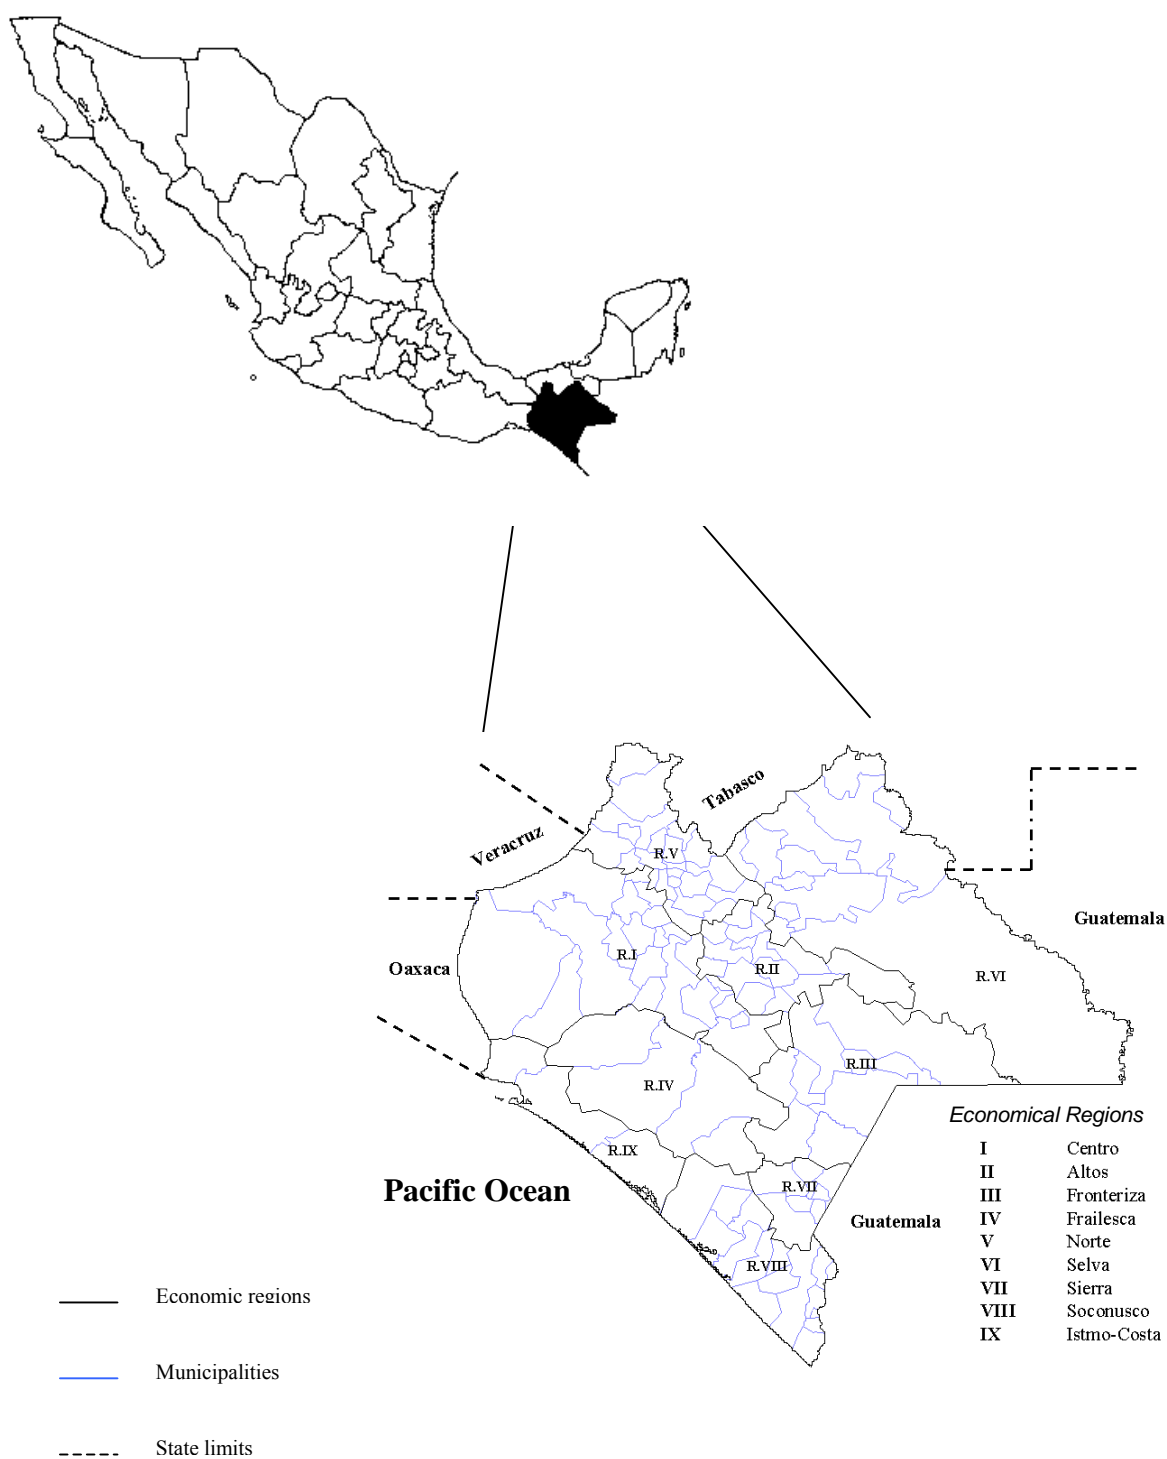 Tabasco
Veracruz
R.V
Guatemala
R.I
Oaxaca
R.II
R.VI
R.III
R.IV
Economical Regions
I Centro
R.IX
II Altos
Pacific Ocean
R.VII
III Fronteriza
Guatemala
IV Frailesca
V Norte
R.VIII
VI Selva
VII Sierra
Economic regions
VIII Soconusco
IX Istmo-Costa
Municipalities
State limits